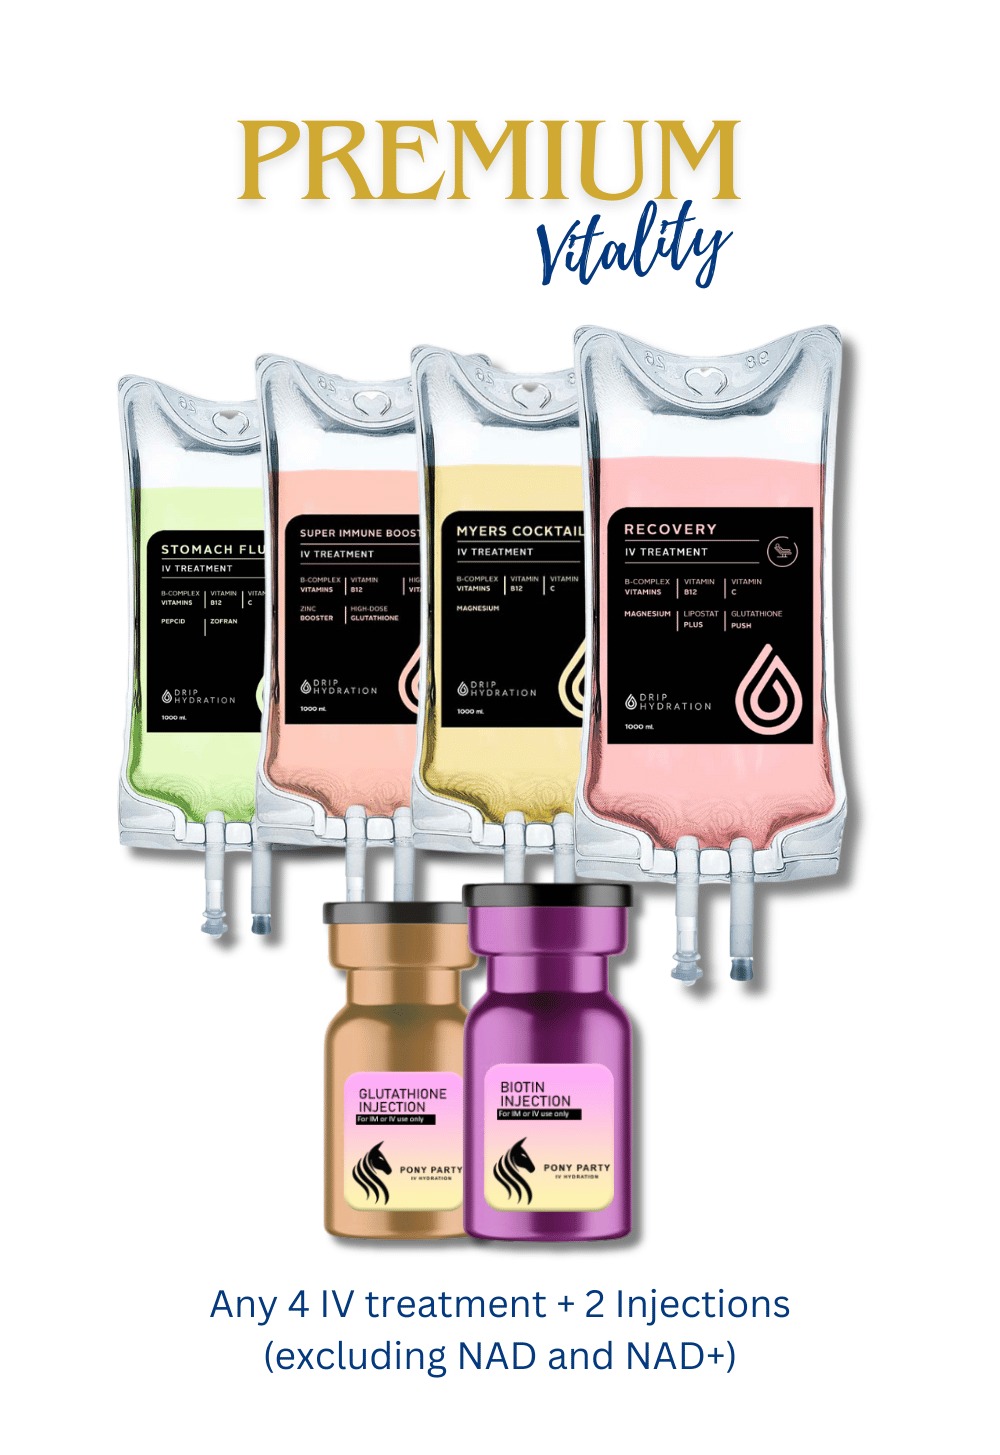 PREMIUM
Vitality
STOMACH FLU
IV TREATMENT
B-COMPLEX VITAMINS
VITAMIN B12
C
PEPCID
ZOFRAN
DRIP
HYDRATION
1000 mL
SUPER IMMUNE BOOST
IV TREATMENT
B-COMPLEX VITAMINS
VITAMIN B12
ZINC BOOSTER
HIGH-DOSE GLUTATHIONE
DRIP
HYDRATION
1000 mL
MYERS COCKTAIL
IV TREATMENT
B-COMPLEX VITAMINS
VITAMIN B12
VITAMIN C
MAGNESIUM
DRIP
HYDRATION
1000 mL
RECOVERY
IV TREATMENT
B-COMPLEX VITAMINS
VITAMIN B12
VITAMIN C
MAGNESIUM
LIPOSTAT PLUS
GLUTATHIONE PUSH
DRIP
HYDRATION
1000 mL
GLUTATHIONE
INJECTION
For IM or IV use only
PONY PARTY
IV HYDRATION
BIOTIN
INJECTION
For IM or IV use only
PONY PARTY
IV HYDRATION
Any 4 IV treatment + 2 Injections
(excluding NAD and NAD+)